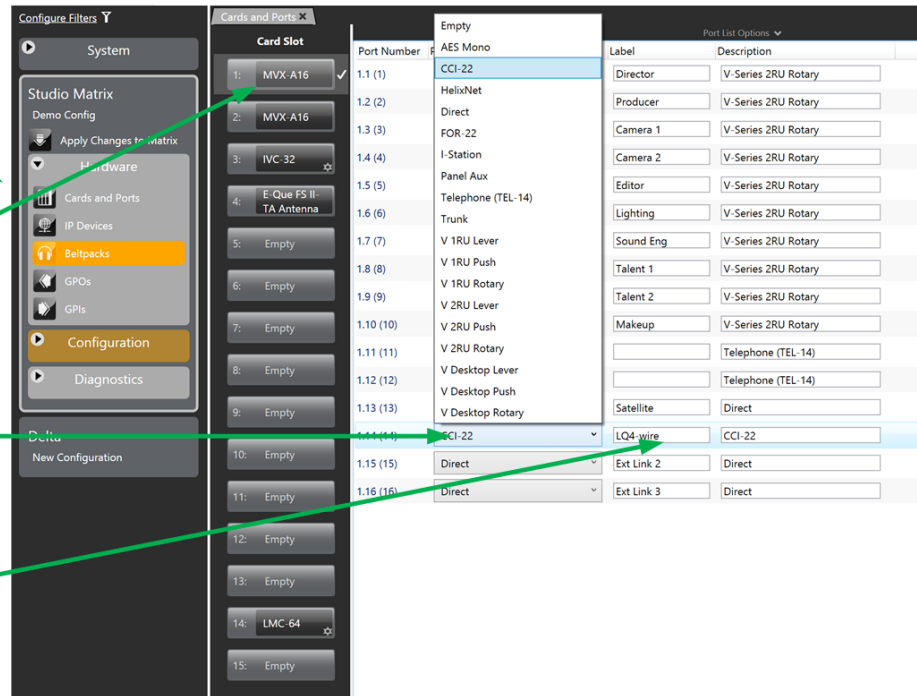 Configure Filters
System
Studio Matrix
Demo Config
Apply Changes to Matrix
Hardware
Cards and Ports
IP Devices
Beltpacks
GPOs
GPIs
Configuration
Diagnostics
Delta
New Configuration
Cards and Ports
Card Slot
1: MVX-A16
2: MVX-A16
3: IVC-32
4: E-Que FS II-
TA Antenna
5: Empty
6: Empty
7: Empty
8: Empty
9: Empty
10: Empty
11: Empty
12: Empty
13: Empty
14: LMC-64
15: Empty
Port List Options
Port Number
Label Description
1.1 (1) Director V-Series 2RU Rotary
1.2 (2) Producer V-Series 2RU Rotary
1.3 (3) Camera 1 V-Series 2RU Rotary
1.4 (4) Camera 2 V-Series 2RU Rotary
1.5 (5) Editor V-Series 2RU Rotary
1.6 (6) Lighting V-Series 2RU Rotary
1.7 (7) Sound Eng V-Series 2RU Rotary
1.8 (8) Talent 1 V-Series 2RU Rotary
1.9 (9) Talent 2 V-Series 2RU Rotary
1.10 (10) Makeup V-Series 2RU Rotary
1.11 (11) Telephone (TEL-14)
1.12 (12) Telephone (TEL-14)
1.13 (13) Satellite Direct
1.14 (14) CCI-22 LQ4-wire CCI-22
1.15 (15) Direct Ext Link 2 Direct
1.16 (16) Direct Ext Link 3 Direct
Empty
AES Mono
CCI-22
HelixNet
Direct
FOR-22
I-Station
Panel Aux
Telephone (TEL-14)
Trunk
V 1RU Lever
V 1RU Push
V 1RU Rotary
V 2RU Lever
V 2RU Push
V 2RU Rotary
V Desktop Lever
V Desktop Push
V Desktop Rotary